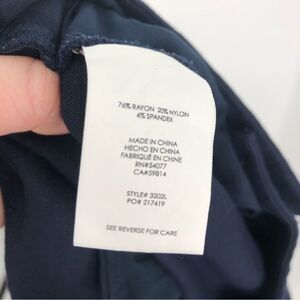 76% RAYON 20% NYLON
4% SPANDEX
MADE IN CHINA
HECHO EN CHINA
FABRIQUÉ EN CHINE
RN#54077
CA#59814
STYLE# 3202L
PO# 217419
SEE REVERSE FOR CARE